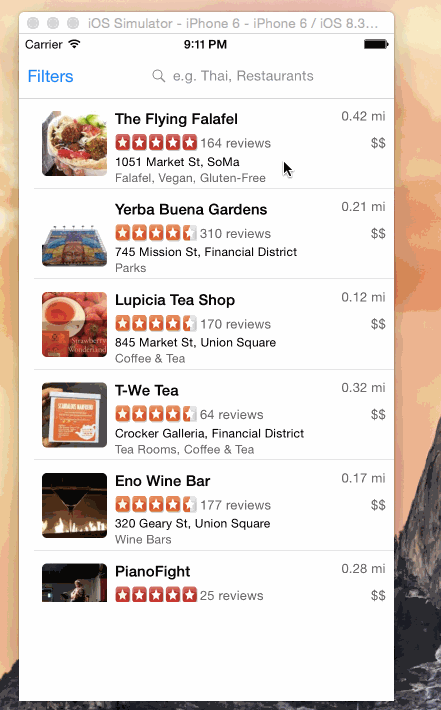 iOS Simulator - iPhone 6 - iPhone 6 / iOS 8.3...
Carrier 9:11 PM
Filters e.g. Thai, Restaurants
The Flying Falafel 0.42 mi
164 reviews $$
1051 Market St, SoMa
Falafel, Vegan, Gluten-Free
Yerba Buena Gardens 0.21 mi
310 reviews $$
745 Mission St, Financial District
Parks
Lupicia Tea Shop 0.12 mi
170 reviews $$
845 Market St, Union Square
Coffee & Tea
Strawberry
Wonderland
T-We Tea 0.32 mi
64 reviews $$
Crocker Galleria, Financial District
Tea Rooms, Coffee & Tea
Eno Wine Bar 0.17 mi
177 reviews $$
320 Geary St, Union Square
Wine Bars
PianoFight 0.28 mi
25 reviews $$